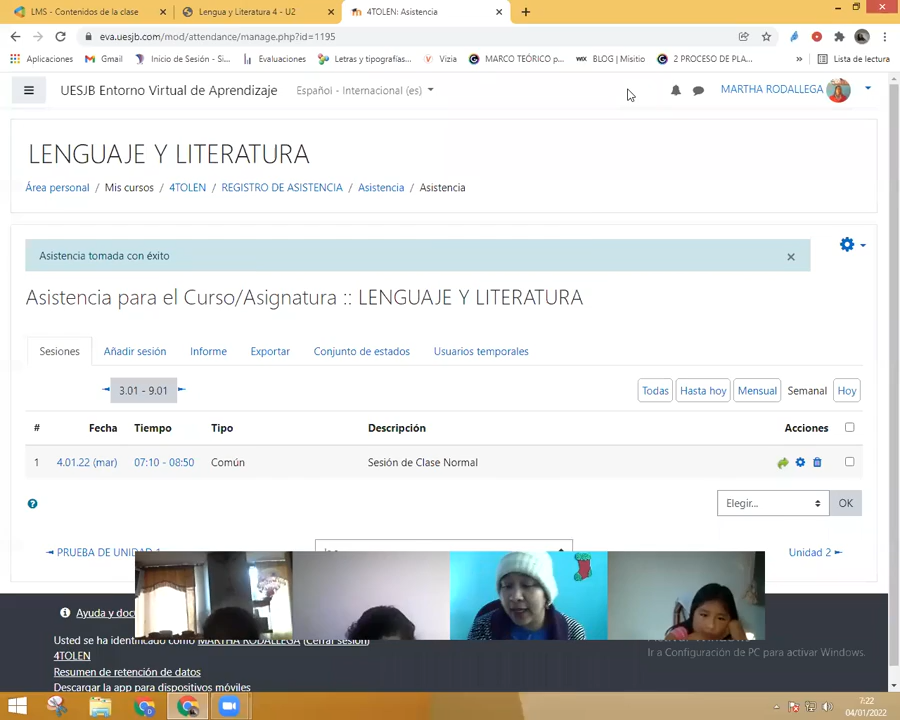 LMS - Contenidos de la clase
Lengua y Literatura 4 - U2
4TOLEN: Asistencia
eva.uesjb.com/mod/attendance/manage.php?id=1195
Aplicaciones
Gmail
Inicio de Sesión - Si...
Evaluaciones
Letras y tipografías...
Vizia
MARCO TEÓRICO p...
WIX BLOG | Misitio
2 PROCESO DE PLA...
»
Lista de lectura
UESJB Entorno Virtual de Aprendizaje
Español - Internacional (es)
MARTHA RODALLEGA
LENGUAJE Y LITERATURA
Área personal / Mis cursos / 4TOLEN / REGISTRO DE ASISTENCIA / Asistencia / Asistencia
Asistencia tomada con éxito
×
Asistencia para el Curso/Asignatura :: LENGUAJE Y LITERATURA
Sesiones
Añadir sesión
Informe
Exportar
Conjunto de estados
Usuarios temporales
3.01 - 9.01
Todas
Hasta hoy
Mensual
Semanal
Hoy
# Fecha Tiempo Tipo Descripción Acciones
1 4.01.22 (mar) 07:10 - 08:50 Común Sesión de Clase Normal
Elegir...
OK
◄ PRUEBA DE UNIDAD 1
Unidad 2 ►
Ayuda y docu
Usted se ha identificado como MARTHA RODALLEGA (Cerrar sesión)
4TOLEN
Ir a Configuración de PC para activar Windows.
Resumen de retención de datos
Descargar la app para dispositivos móviles
7:22
04/01/2022